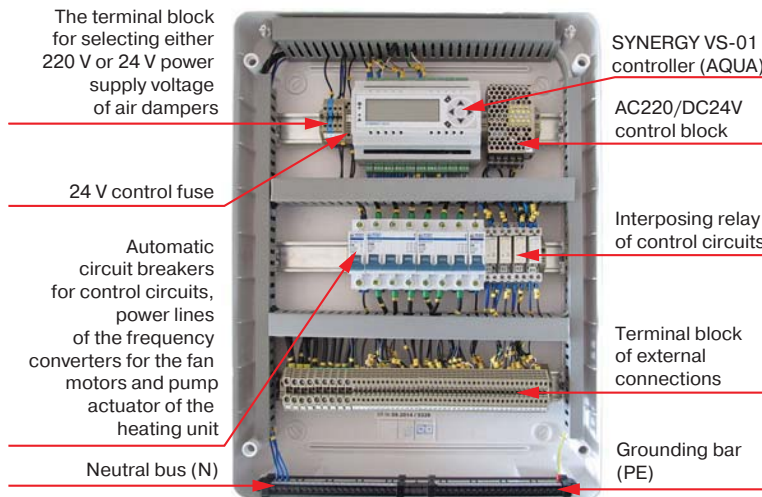 The terminal block
for selecting either
220 V or 24 V power
supply voltage
of air dampers
24 V control fuse
Automatic
circuit breakers
for control circuits,
power lines
of the frequency
converters for the fan
motors and pump
actuator of the
heating unit
Neutral bus (N)
SYNERGY VS-01
controller (AQUA)
AC220/DC24V
control block
Interposing relay
of control circuits
Terminal block
of external
connections
Grounding bar
(PE)